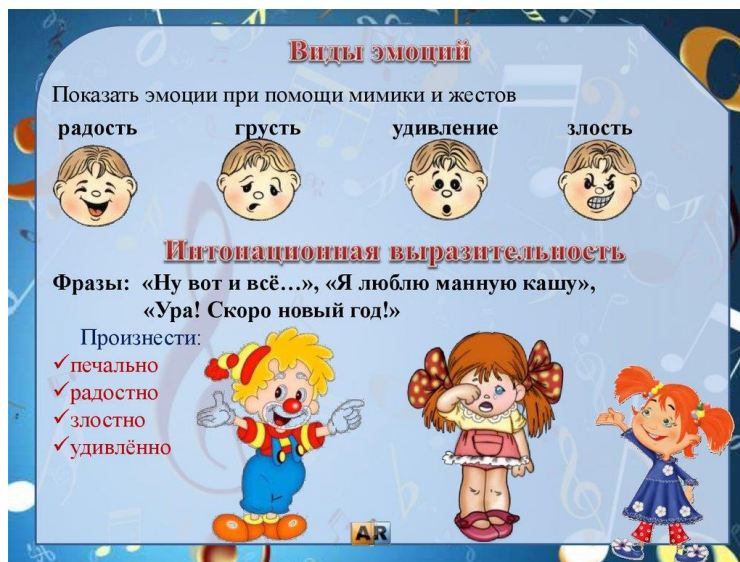 Виды эмоций
Показать эмоции при помощи мимики и жестов
радость грусть удивление злость
Интонационная выразительность
Фразы: «Ну вот и всё…», «Я люблю манную кашу»,
«Ура! Скоро новый год!»
Произнести:
✓печально
✓радостно
✓злостно
✓удивлённо
AR